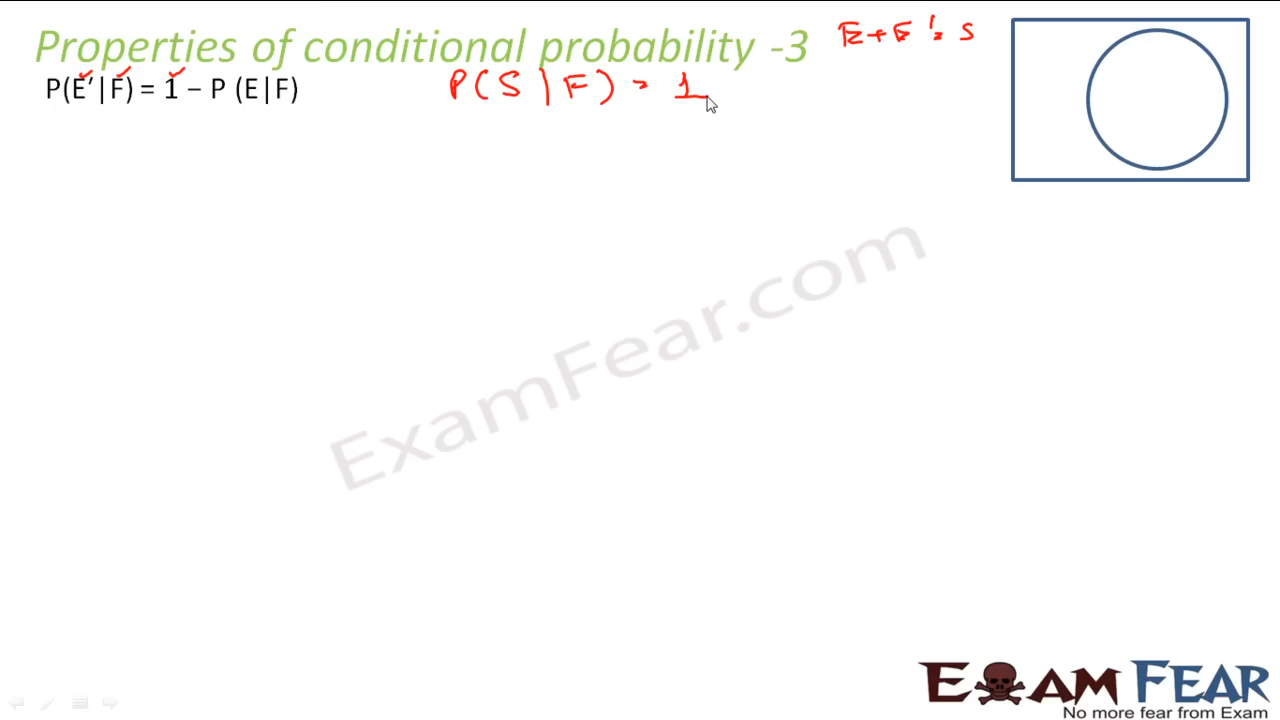 Properties of conditional probability -3
E + E' = S
P(E′|F) = 1 – P (E|F)
P(S|F) = 1
ExamFear.com
EXAM FEAR
No more fear from Exam